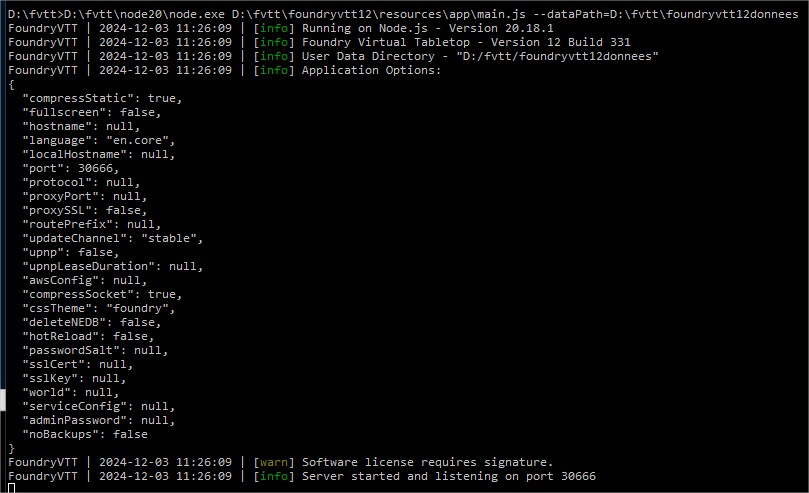 D:\fvtt>D:\fvtt\node20\node.exe D:\fvtt\foundryvtt12\resources\app\main.js --dataPath=D:\fvtt\foundryvtt12donnees
FoundryVTT | 2024-12-03 11:26:09 | [info] Running on Node.js - Version 20.18.1
FoundryVTT | 2024-12-03 11:26:09 | [info] Foundry Virtual Tabletop - Version 12 Build 331
FoundryVTT | 2024-12-03 11:26:09 | [info] User Data Directory - "D:/fvtt/foundryvtt12donnees"
FoundryVTT | 2024-12-03 11:26:09 | [info] Application Options:
{
  "compressStatic": true,
  "fullscreen": false,
  "hostname": null,
  "language": "en.core",
  "localHostname": null,
  "port": 30666,
  "protocol": null,
  "proxyPort": null,
  "proxySSL": false,
  "routePrefix": null,
  "updateChannel": "stable",
  "upnp": false,
  "upnpLeaseDuration": null,
  "awsConfig": null,
  "compressSocket": true,
  "cssTheme": "foundry",
  "deleteNEDB": false,
  "hotReload": false,
  "passwordSalt": null,
  "sslCert": null,
  "sslKey": null,
  "world": null,
  "serviceConfig": null,
  "adminPassword": null,
  "noBackups": false
}
FoundryVTT | 2024-12-03 11:26:09 | [warn] Software license requires signature.
FoundryVTT | 2024-12-03 11:26:09 | [info] Server started and listening on port 30666